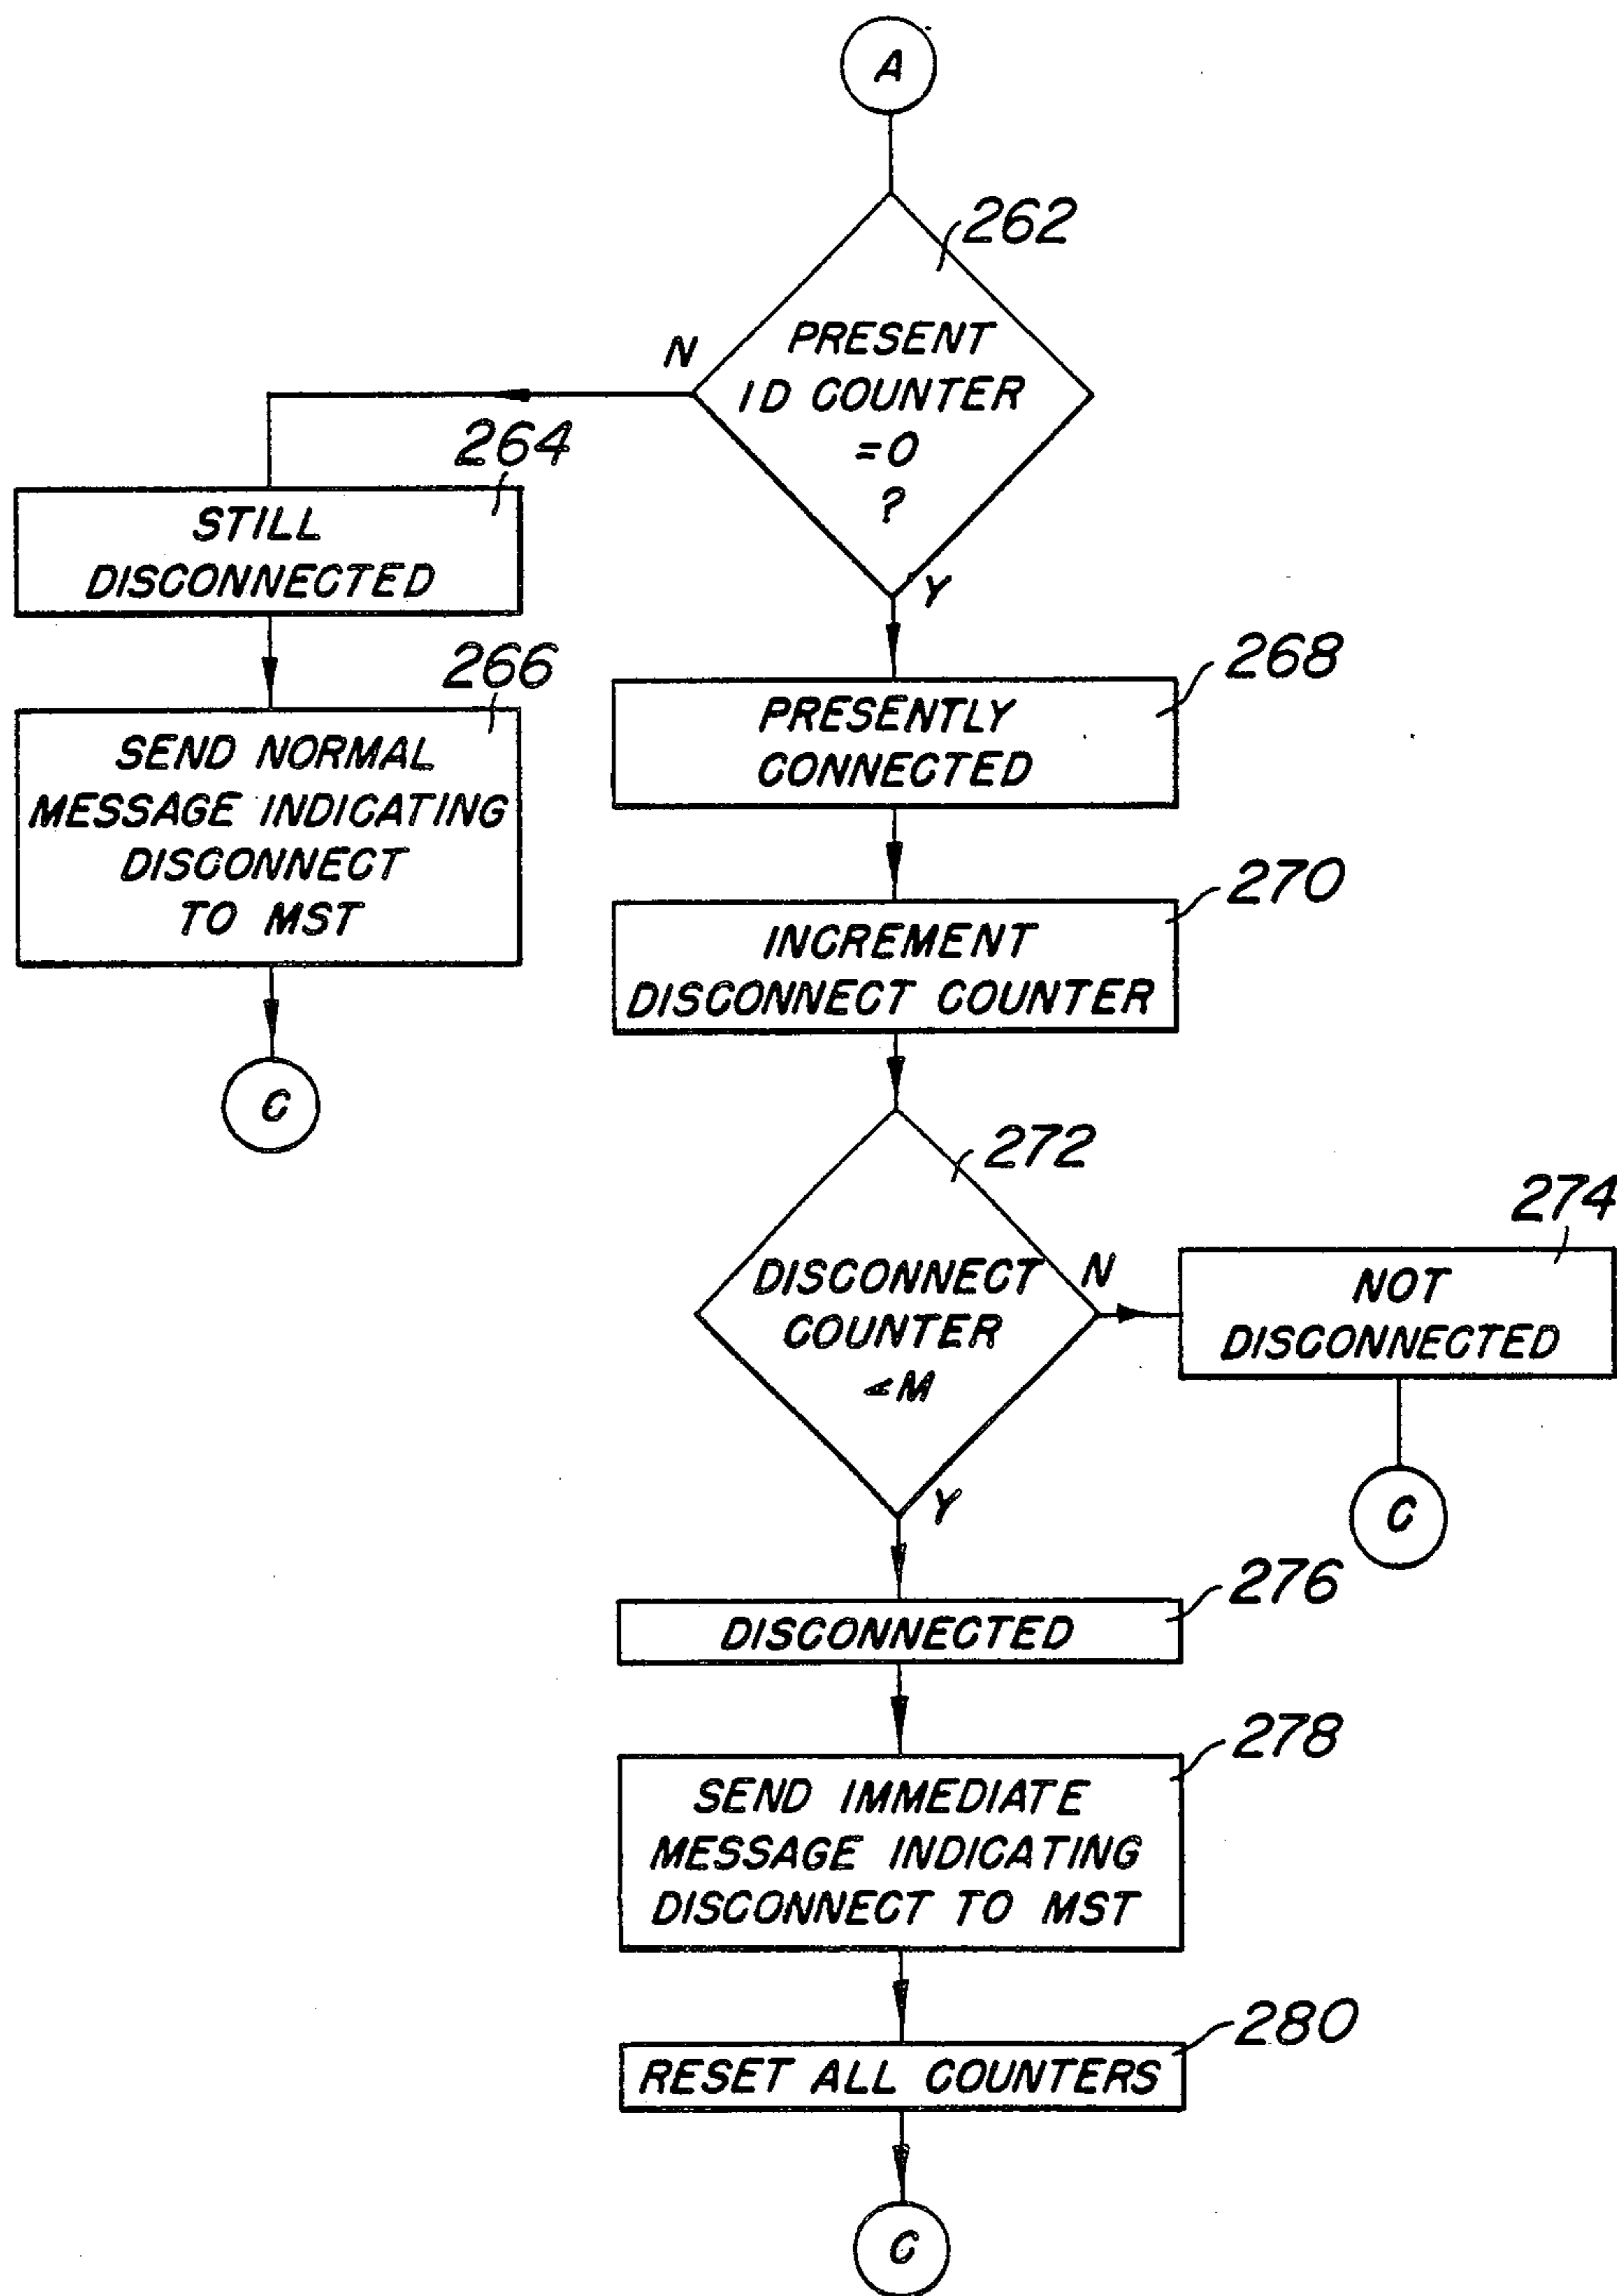 A
262
PRESENT
ID COUNTER
=0
?
N
Y
264
STILL
DISCONNECTED
266
SEND NORMAL
MESSAGE INDICATING
DISCONNECT
TO MST
C
268
PRESENTLY
CONNECTED
270
INCREMENT
DISCONNECT COUNTER
272
DISCONNECT
COUNTER
<M
N
Y
274
NOT
DISCONNECTED
C
276
DISCONNECTED
278
SEND IMMEDIATE
MESSAGE INDICATING
DISCONNECT TO MST
280
RESET ALL COUNTERS
C